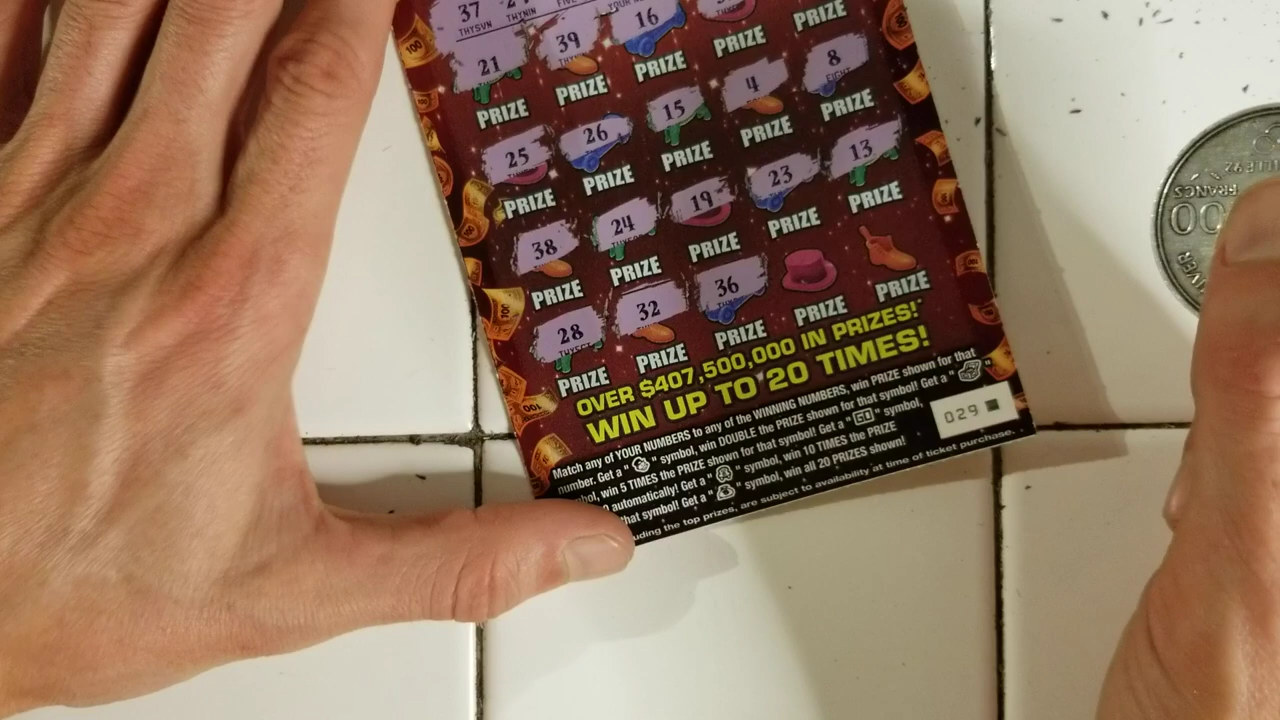 37
THYSVN THYNIN
21 39 16
PRIZE PRIZE PRIZE PRIZE PRIZE
25 26 15 4 8
EIGHT
PRIZE PRIZE PRIZE PRIZE PRIZE
38 24 19 23 13
PRIZE PRIZE PRIZE PRIZE PRIZE
28 32 36
PRIZE PRIZE PRIZE PRIZE PRIZE
OVER $407,500,000 IN PRIZES!
WIN UP TO 20 TIMES!
Match any of YOUR NUMBERS to any of the WINNING NUMBERS, win PRIZE shown for that
number. Get a " " symbol, win DOUBLE the PRIZE shown for that symbol! Get a " "
bol, win 5 TIMES the PRIZE shown for that symbol! Get a " GO " symbol,
automatically! Get a " " symbol, win 10 TIMES the PRIZE
that symbol! Get a " " symbol, win all 20 PRIZES shown!
uding the top prizes, are subject to availability at time of ticket purchase.
029
FRANCS